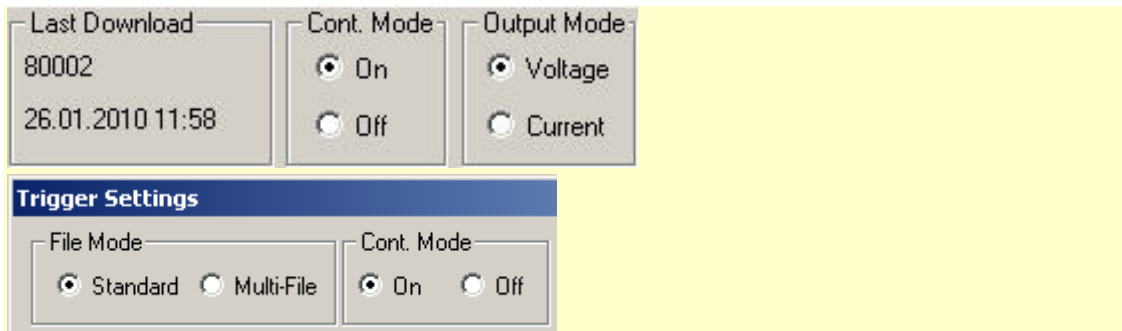 Last Download Cont. Mode Output Mode
80002 On Voltage
26.01.2010 11:58 Off Current
Trigger Settings
File Mode Cont. Mode
Standard Multi-File On Off